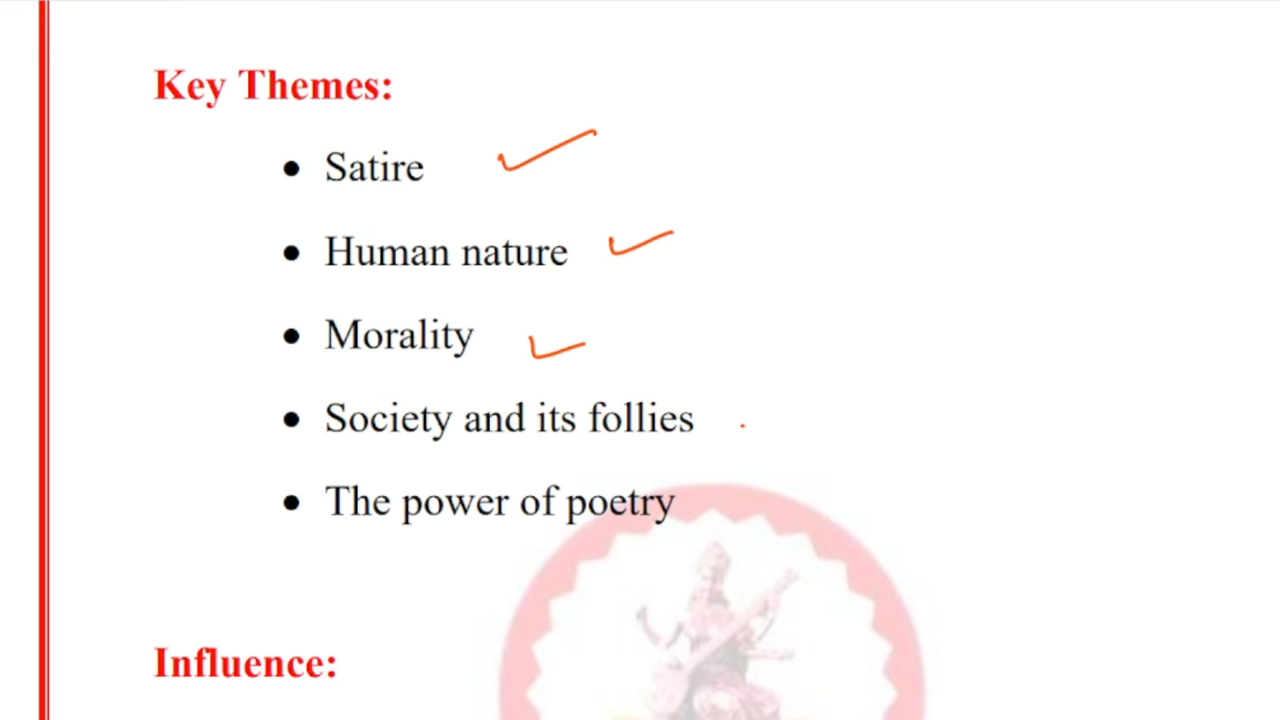 Key Themes:
• Satire
• Human nature
• Morality
• Society and its follies
• The power of poetry
Influence: